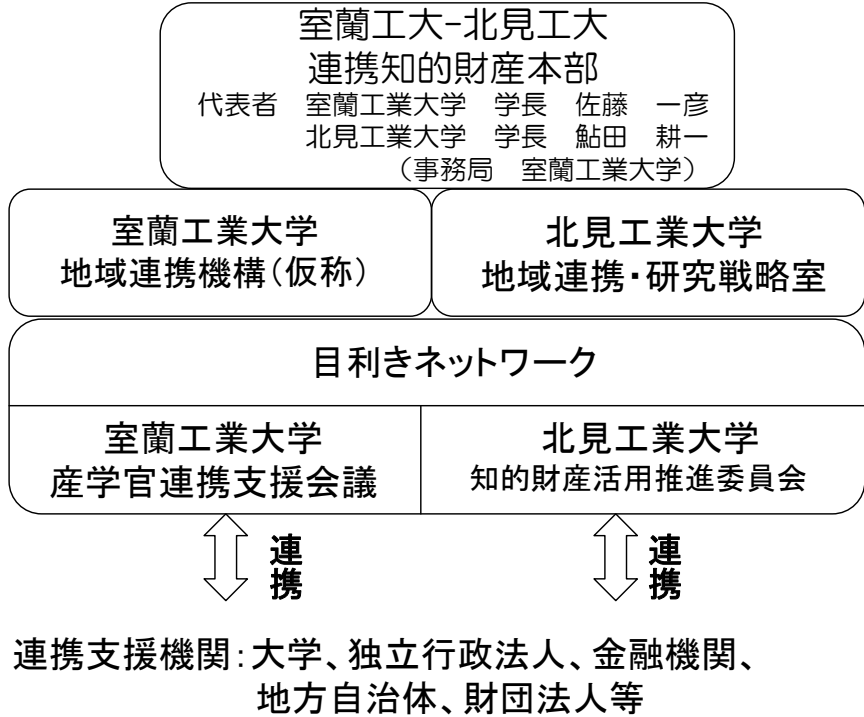 室蘭工大-北見工大
連携知的財産本部
代表者　室蘭工業大学　学長　佐藤　一彦
北見工業大学　学長　鮎田　耕一
（事務局　室蘭工業大学）
室蘭工業大学
地域連携機構（仮称）
北見工業大学
地域連携・研究戦略室
目利きネットワーク
室蘭工業大学
産学官連携支援会議
北見工業大学
知的財産活用推進委員会
連携
連携
連携支援機関：大学、独立行政法人、金融機関、
地方自治体、財団法人等